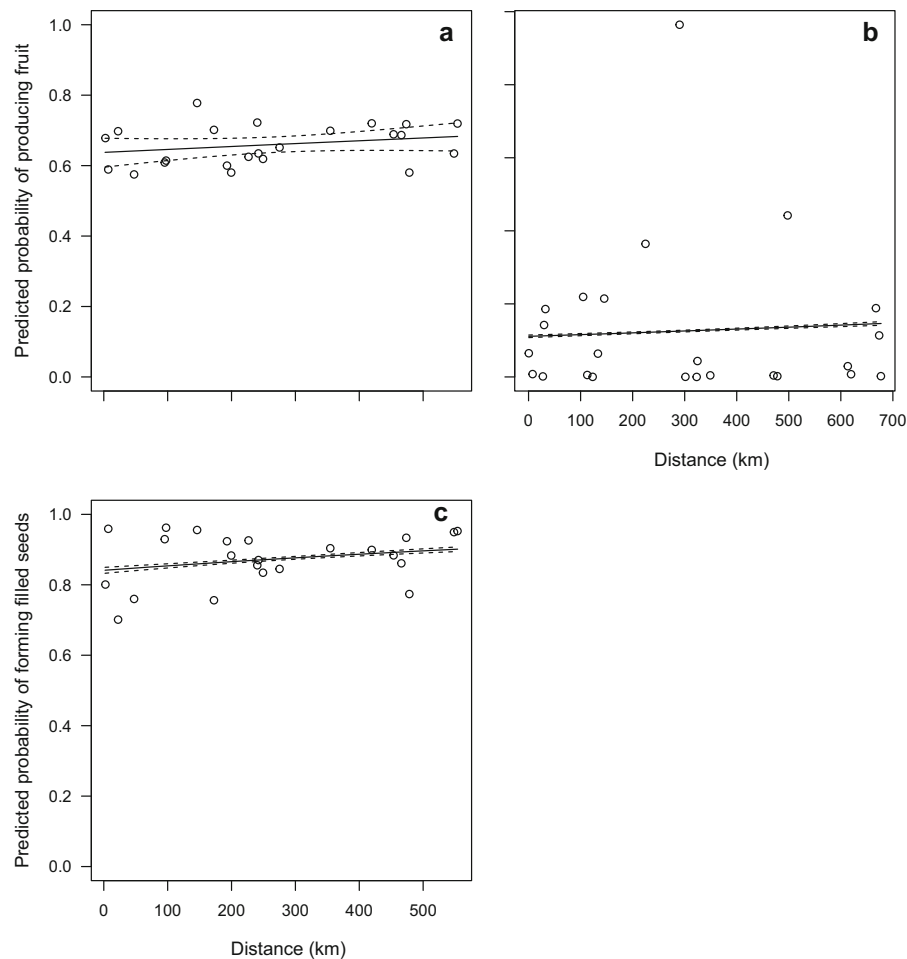 a
b
Predicted probability of producing fruit
1.0
0.8
0.6
0.4
0.2
0.0
0 100 200 300 400 500 600 700
Distance (km)
c
Predicted probability of forming filled seeds
1.0
0.8
0.6
0.4
0.2
0.0
0 100 200 300 400 500
Distance (km)